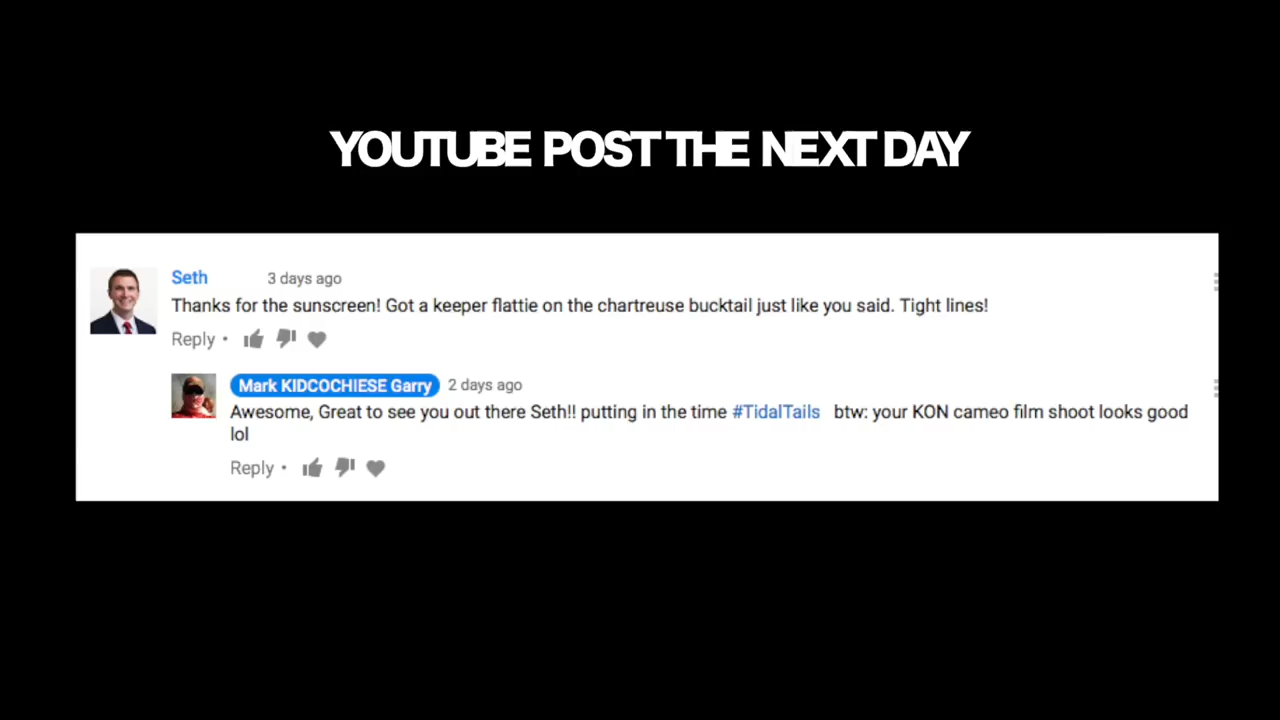 YOUTUBE POST THE NEXT DAY
Seth 3 days ago
Thanks for the sunscreen! Got a keeper flattie on the chartreuse bucktail just like you said. Tight lines!
Reply •
Mark KIDCOCHIESE Garry 2 days ago
Awesome, Great to see you out there Seth!! putting in the time #TidalTails btw: your KON cameo film shoot looks good
lol
Reply •